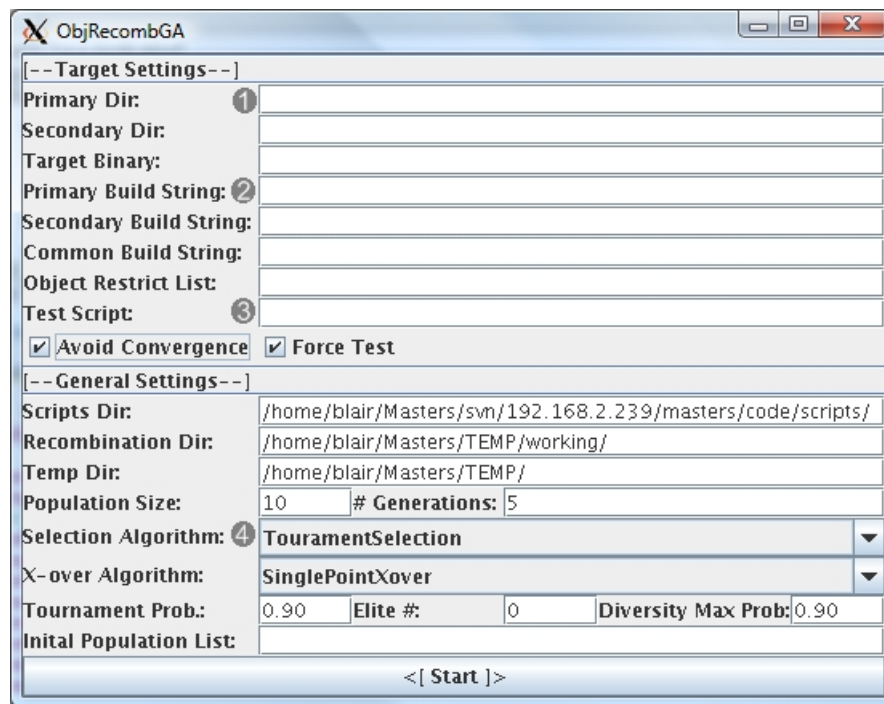 ObjRecombGA
[--Target Settings--]
Primary Dir: 1
Secondary Dir:
Target Binary:
Primary Build String: 2
Secondary Build String:
Common Build String:
Object Restrict List:
Test Script: 3
Avoid Convergence Force Test
[--General Settings--]
Scripts Dir: /home/blair/Masters/svn/192.168.2.239/masters/code/scripts/
Recombination Dir: /home/blair/Masters/TEMP/working/
Temp Dir: /home/blair/Masters/TEMP/
Population Size: 10 # Generations: 5
Selection Algorithm: 4 TouramentSelection
X-over Algorithm: SinglePointXover
Tournament Prob.: 0.90 Elite #: 0 Diversity Max Prob: 0.90
Inital Population List:
<[ Start ]>